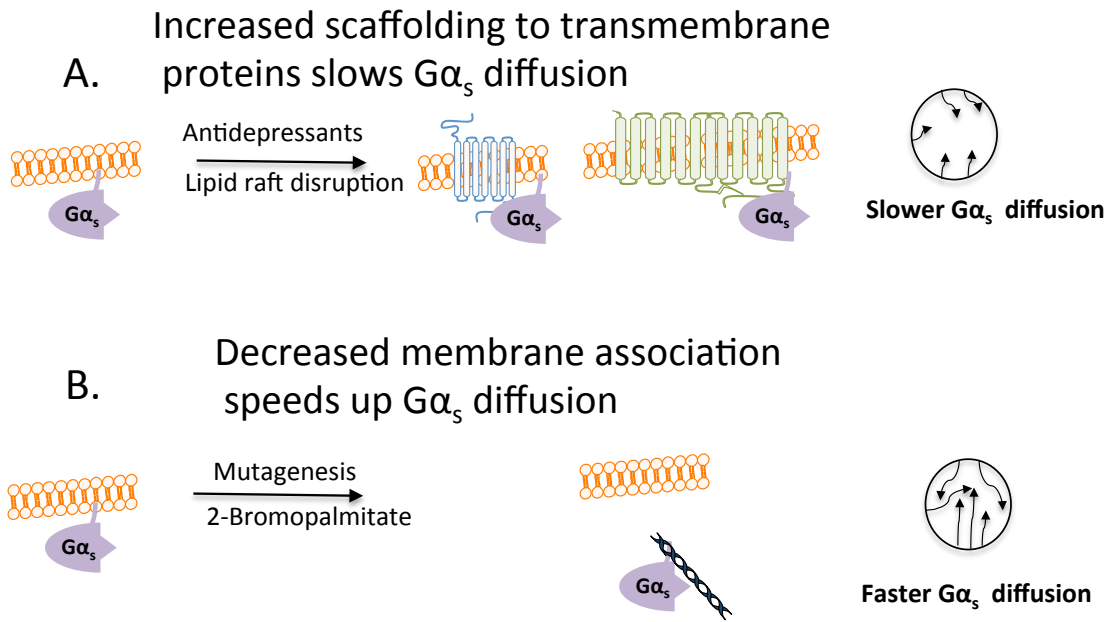 Increased scaffolding to transmembrane
A.
proteins slows Gαₛ diffusion
Antidepressants
Lipid raft disruption
Gαₛ
Gαₛ
Gαₛ
Slower Gαₛ diffusion
Decreased membrane association
B.
speeds up Gαₛ diffusion
Mutagenesis
2-Bromopalmitate
Gαₛ
Gαₛ
Faster Gαₛ diffusion